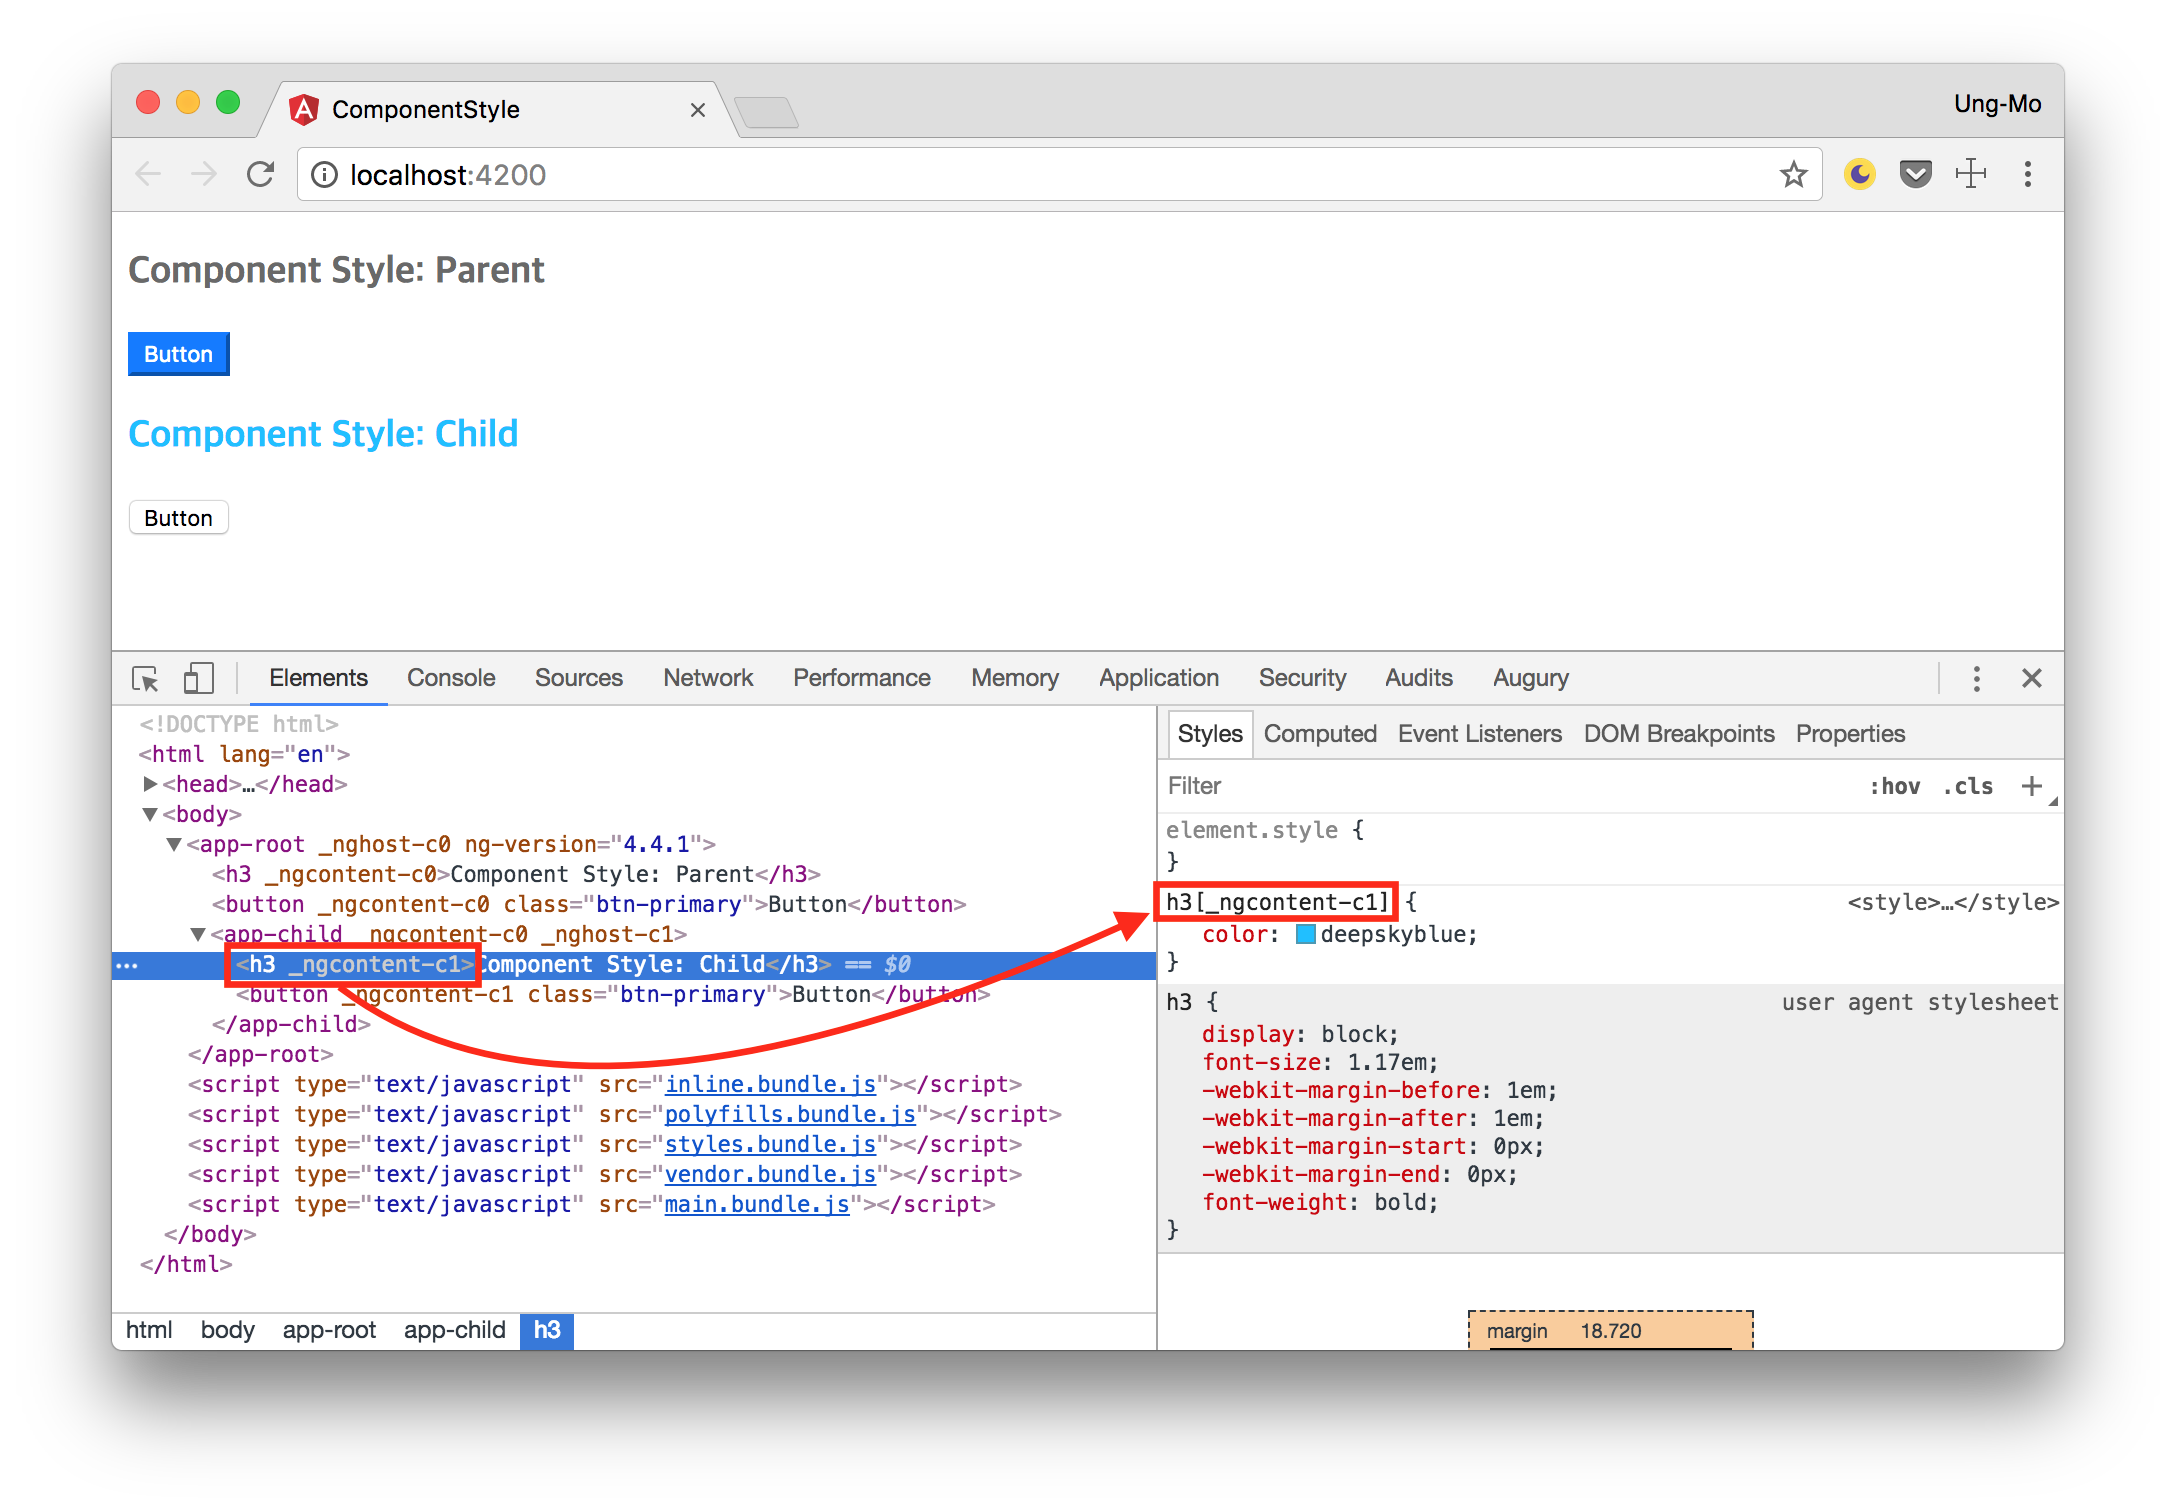 ComponentStyle
Ung-Mo
localhost:4200
Component Style: Parent
Button
Component Style: Child
Button
Elements Console Sources Network Performance Memory Application Security Audits Augury
<!DOCTYPE html>
<html lang="en">
<head>…</head>
<body>
<app-root _nghost-c0 ng-version="4.4.1">
<h3 _ngcontent-c0>Component Style: Parent</h3>
<button _ngcontent-c0 class="btn-primary">Button</button>
<app-child _ngcontent-c0 _nghost-c1>
<h3 _ngcontent-c1>Component Style: Child</h3> == $0
<button _ngcontent-c1 class="btn-primary">Button</button>
</app-child>
</app-root>
<script type="text/javascript" src="inline.bundle.js"></script>
<script type="text/javascript" src="polyfills.bundle.js"></script>
<script type="text/javascript" src="styles.bundle.js"></script>
<script type="text/javascript" src="vendor.bundle.js"></script>
<script type="text/javascript" src="main.bundle.js"></script>
</body>
</html>
html body app-root app-child h3
Styles Computed Event Listeners DOM Breakpoints Properties
Filter :hov .cls +
element.style {
}
h3[_ngcontent-c1] { <style>…</style>
color: deepskyblue;
}
h3 { user agent stylesheet
display: block;
font-size: 1.17em;
-webkit-margin-before: 1em;
-webkit-margin-after: 1em;
-webkit-margin-start: 0px;
-webkit-margin-end: 0px;
font-weight: bold;
}
margin 18.720